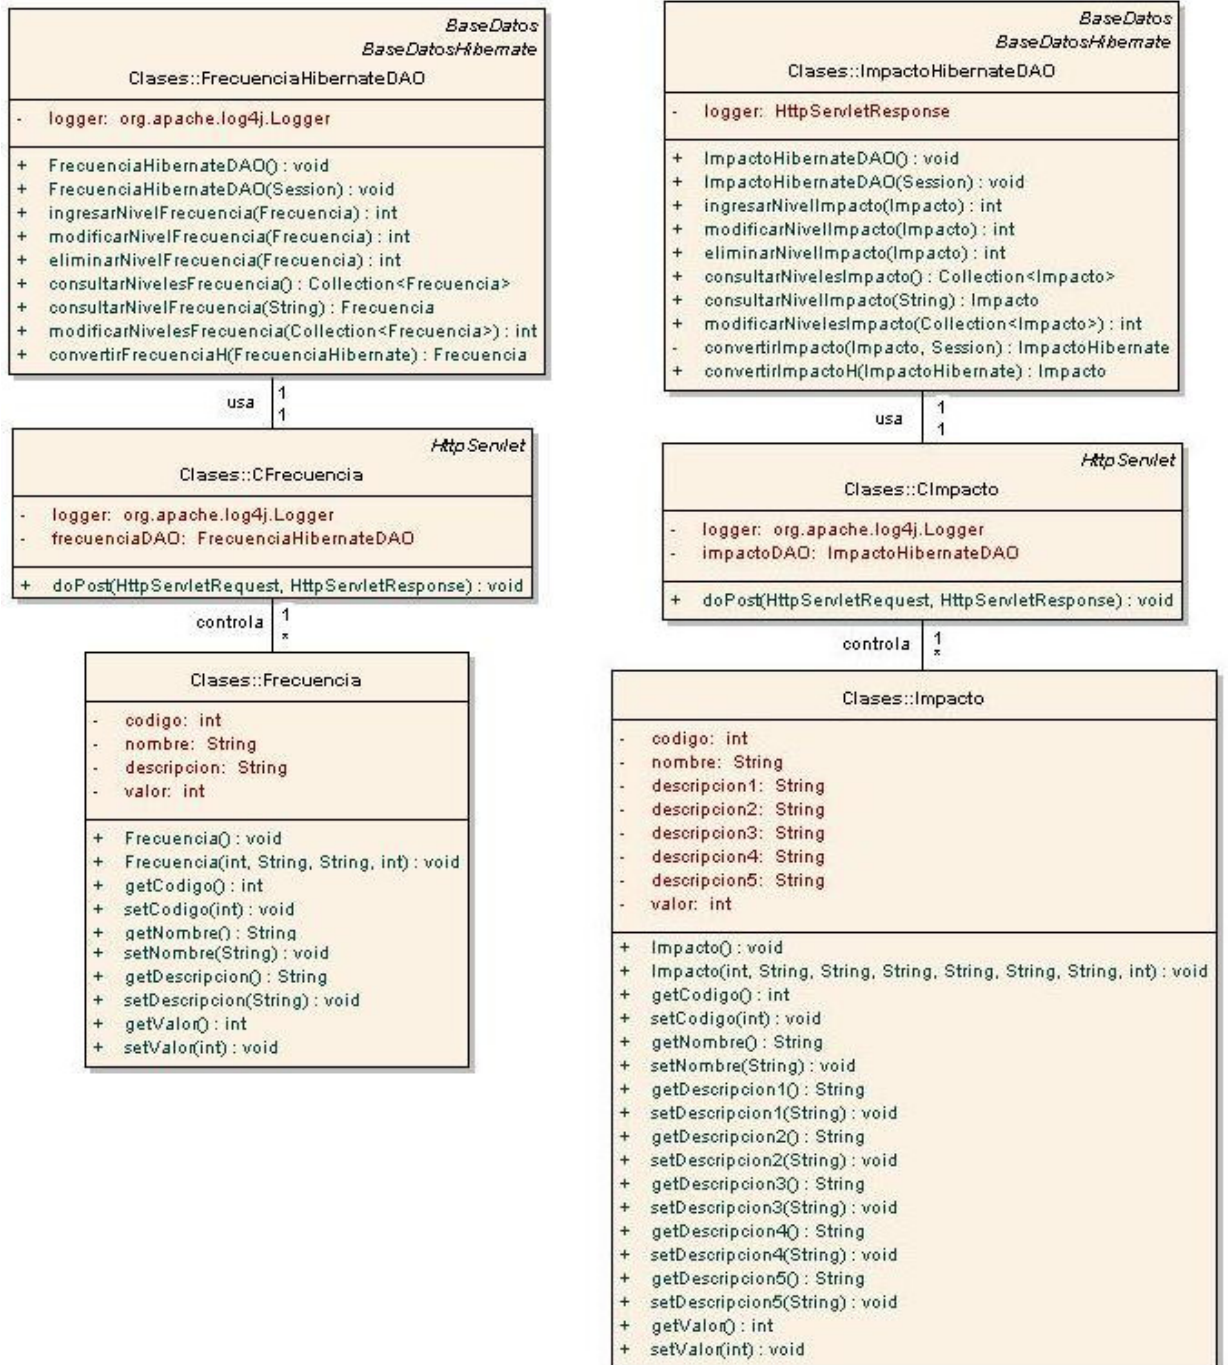 BaseDatos
BaseDatosHibernate
Clases::FrecuenciaHibernateDAO
- logger: org.apache.log4j.Logger
+ FrecuenciaHibernateDAO() : void
+ FrecuenciaHibernateDAO(Session) : void
+ ingresarNivelFrecuencia(Frecuencia) : int
+ modificarNivelFrecuencia(Frecuencia) : int
+ eliminarNivelFrecuencia(Frecuencia) : int
+ consultarNivelesFrecuencia() : Collection<Frecuencia>
+ consultarNivelFrecuencia(String) : Frecuencia
+ modificarNivelesFrecuencia(Collection<Frecuencia>) : int
+ convertirFrecuenciaH(FrecuenciaHibernate) : Frecuencia
usa
1
1
HttpServlet
Clases::CFrecuencia
- logger: org.apache.log4j.Logger
- frecuenciaDAO: FrecuenciaHibernateDAO
+ doPost(HttpServletRequest, HttpServletResponse) : void
controla
1
*
Clases::Frecuencia
- codigo: int
- nombre: String
- descripcion: String
- valor: int
+ Frecuencia() : void
+ Frecuencia(int, String, String, int) : void
+ getCodigo() : int
+ setCodigo(int) : void
+ getNombre() : String
+ setNombre(String) : void
+ getDescripcion() : String
+ setDescripcion(String) : void
+ getValor() : int
+ setValor(int) : void
BaseDatos
BaseDatosHibernate
Clases::ImpactoHibernateDAO
- logger: HttpServletResponse
+ ImpactoHibernateDAO() : void
+ ImpactoHibernateDAO(Session) : void
+ ingresarNivelImpacto(Impacto) : int
+ modificarNivelImpacto(Impacto) : int
+ eliminarNivelImpacto(Impacto) : int
+ consultarNivelesImpacto() : Collection<Impacto>
+ consultarNivelImpacto(String) : Impacto
+ modificarNivelesImpacto(Collection<Impacto>) : int
- convertirImpacto(Impacto, Session) : ImpactoHibernate
+ convertirImpactoH(ImpactoHibernate) : Impacto
usa
1
1
HttpServlet
Clases::CImpacto
- logger: org.apache.log4j.Logger
- impactoDAO: ImpactoHibernateDAO
+ doPost(HttpServletRequest, HttpServletResponse) : void
controla
1
*
Clases::Impacto
- codigo: int
- nombre: String
- descripcion1: String
- descripcion2: String
- descripcion3: String
- descripcion4: String
- descripcion5: String
- valor: int
+ Impacto() : void
+ Impacto(int, String, String, String, String, String, String, int) : void
+ getCodigo() : int
+ setCodigo(int) : void
+ getNombre() : String
+ setNombre(String) : void
+ getDescripcion1() : String
+ setDescripcion1(String) : void
+ getDescripcion2() : String
+ setDescripcion2(String) : void
+ getDescripcion3() : String
+ setDescripcion3(String) : void
+ getDescripcion4() : String
+ setDescripcion4(String) : void
+ getDescripcion5() : String
+ setDescripcion5(String) : void
+ getValor() : int
+ setValor(int) : void